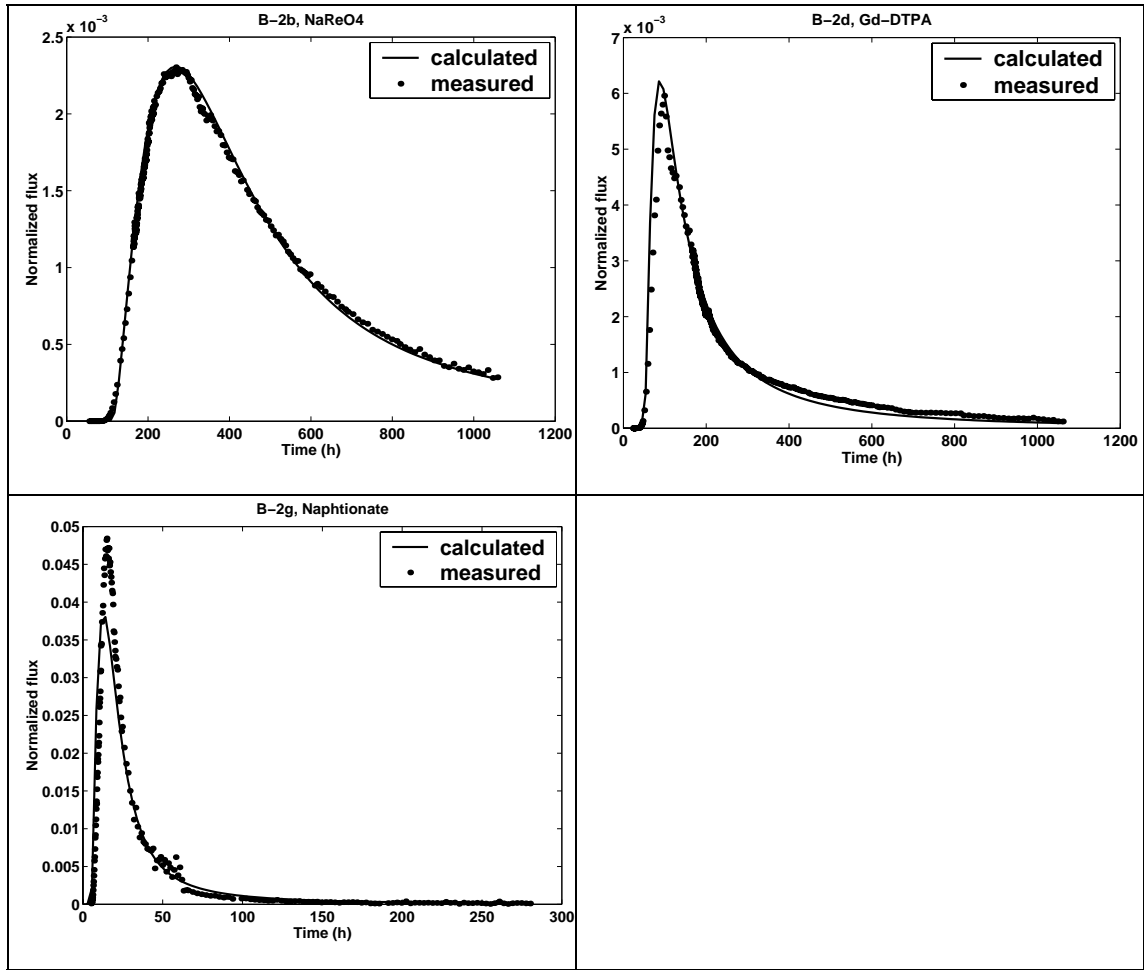 B−2b, NaReO4
x 10−3
calculated
measured
2.5
2
1.5
1
0.5
0
Normalized flux
0 200 400 600 800 1000 1200
Time (h)
B−2d, Gd−DTPA
x 10−3
calculated
measured
7
6
5
4
3
2
1
0
Normalized flux
0 200 400 600 800 1000 1200
Time (h)
B−2g, Naphtionate
calculated
measured
0.05
0.045
0.04
0.035
0.03
0.025
0.02
0.015
0.01
0.005
0
Normalized flux
0 50 100 150 200 250 300
Time (h)